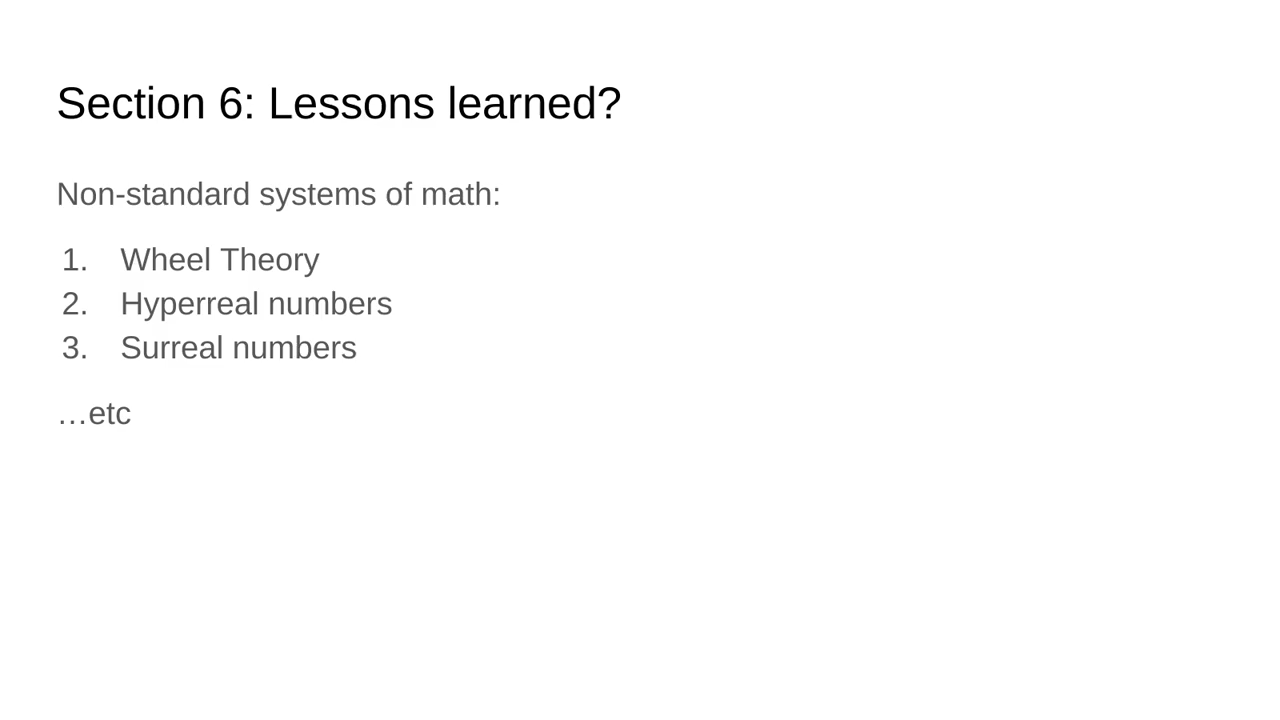 Section 6: Lessons learned?
Non-standard systems of math:
1. Wheel Theory
2. Hyperreal numbers
3. Surreal numbers
…etc